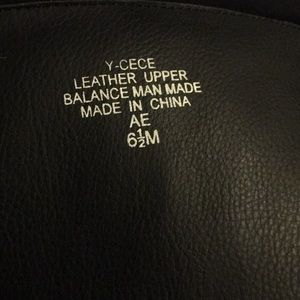 Y-CECE
LEATHER UPPER
BALANCE MAN MADE
MADE IN CHINA
AE
6½M